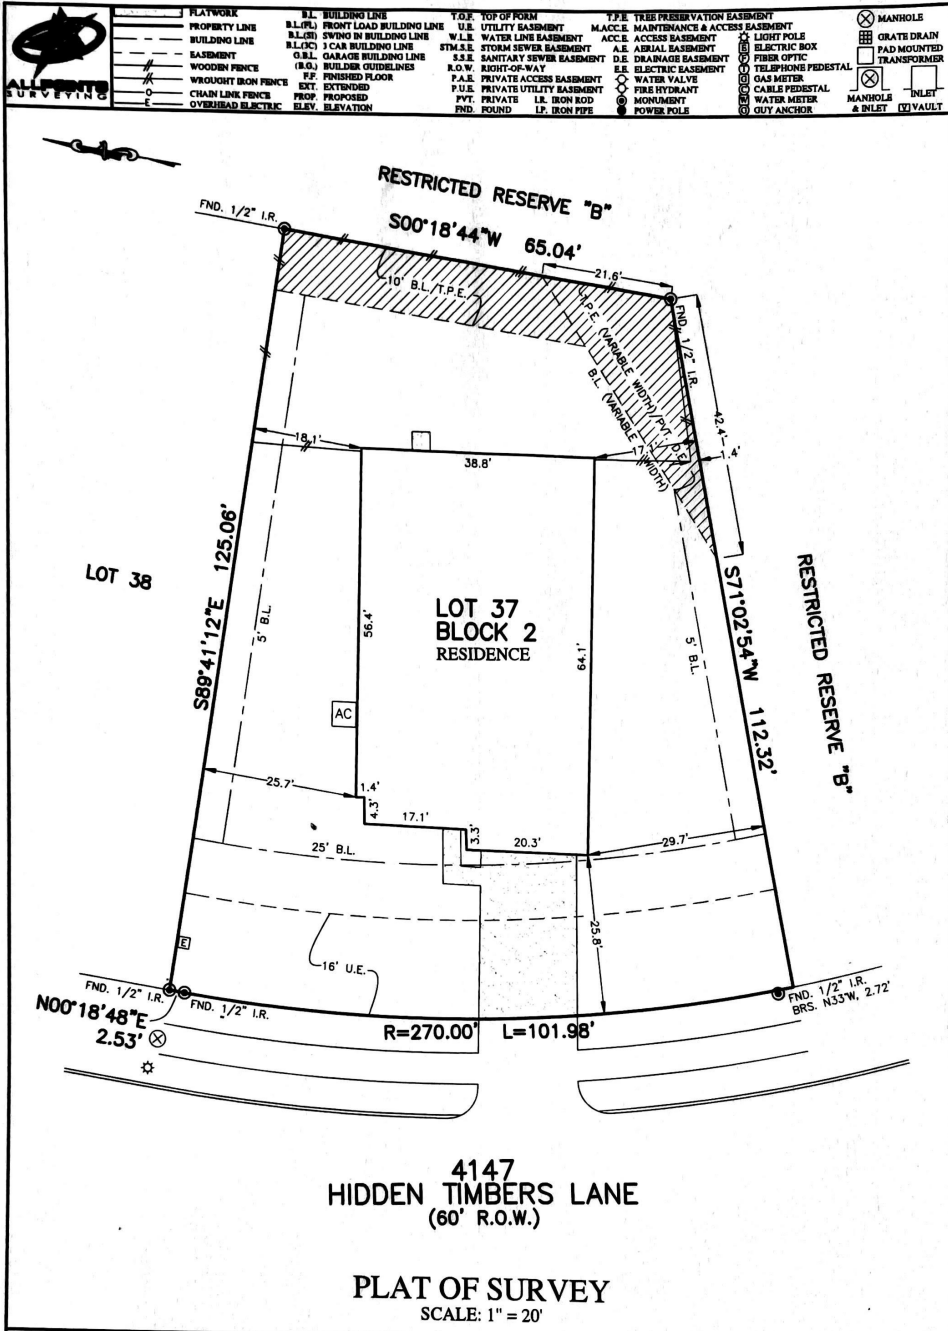 ALLPOINTS
SURVEYING
FLATWORK
PROPERTY LINE
BUILDING LINE
EASEMENT
WOODEN FENCE
WROUGHT IRON FENCE
CHAIN LINK FENCE
E OVERHEAD ELECTRIC
B.L. BUILDING LINE
B.L.(FL) FRONT LOAD BUILDING LINE
B.L.(SI) SWING IN BUILDING LINE
B.L.(3C) 3 CAR BUILDING LINE
G.B.L. GARAGE BUILDING LINE
(B.G.) BUILDER GUIDELINES
F.F. FINISHED FLOOR
EXT. EXTENDED
PROP. PROPOSED
ELEV. ELEVATION
T.O.F. TOP OF FORM
U.E. UTILITY EASEMENT
W.L.E. WATER LINE EASEMENT
STM.S.E. STORM SEWER EASEMENT
S.S.E. SANITARY SEWER EASEMENT
R.O.W. RIGHT-OF-WAY
P.A.E. PRIVATE ACCESS EASEMENT
P.U.E. PRIVATE UTILITY EASEMENT
PVT. PRIVATE I.R. IRON ROD
FND. FOUND I.P. IRON PIPE
T.P.E. TREE PRESERVATION EASEMENT
M.ACC.E. MAINTENANCE & ACCESS EASEMENT
ACC.E. ACCESS EASEMENT
A.E. AERIAL EASEMENT
D.E. DRAINAGE EASEMENT
E.E. ELECTRIC EASEMENT
WATER VALVE
FIRE HYDRANT
MONUMENT
POWER POLE
LIGHT POLE
E ELECTRIC BOX
F FIBER OPTIC
T TELEPHONE PEDESTAL
G GAS METER
C CABLE PEDESTAL
W WATER METER
G GUY ANCHOR
MANHOLE
GRATE DRAIN
PAD MOUNTED
TRANSFORMER
MANHOLE
& INLET
INLET
V VAULT
RESTRICTED RESERVE "B"
FND. 1/2" I.R.
S00°18'44"W 65.04'
21.6'
10' B.L./T.P.E.
FND. 1/2" I.R.
T.P.E. (VARIABLE WIDTH)/PVT. D.E.
B.L. (VARIABLE WIDTH)
42.4'
18.1'
38.8'
1.4'
S89°41'12"E 125.06'
LOT 38
5' B.L.
56.4'
LOT 37
BLOCK 2
RESIDENCE
64.1'
5' B.L.
S71°02'54"W 112.32'
RESTRICTED RESERVE "B"
AC
25.7'
1.4'
4.3'
17.1'
3.3'
20.3'
29.7'
25' B.L.
25.8'
E
16' U.E.
FND. 1/2" I.R.
FND. 1/2" I.R.
FND. 1/2" I.R.
BRS. N33°W, 2.72'
N00°18'48"E
2.53'
R=270.00' L=101.98'
4147
HIDDEN TIMBERS LANE
(60' R.O.W.)
PLAT OF SURVEY
SCALE: 1" = 20'